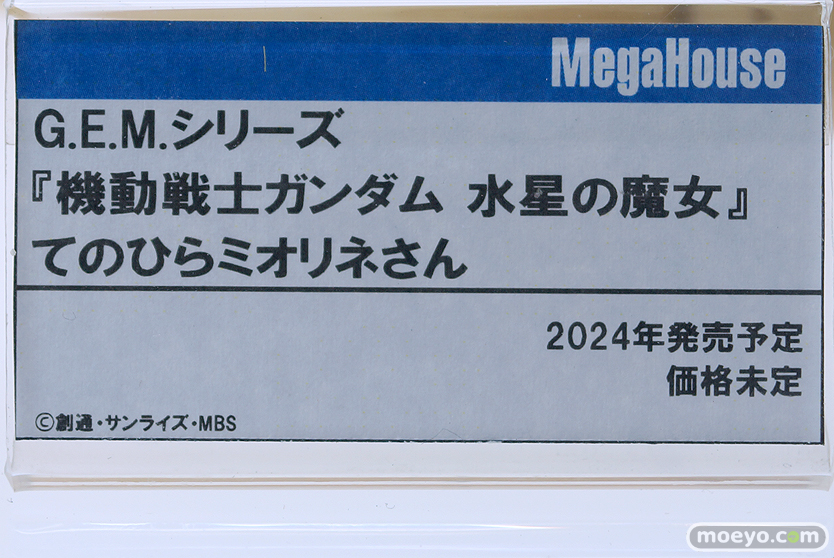 MegaHouse
G.E.M.シリーズ
『機動戦士ガンダム 水星の魔女』
てのひらミオリネさん
2024年発売予定
価格未定
©創通・サンライズ・MBS
moeyo.com